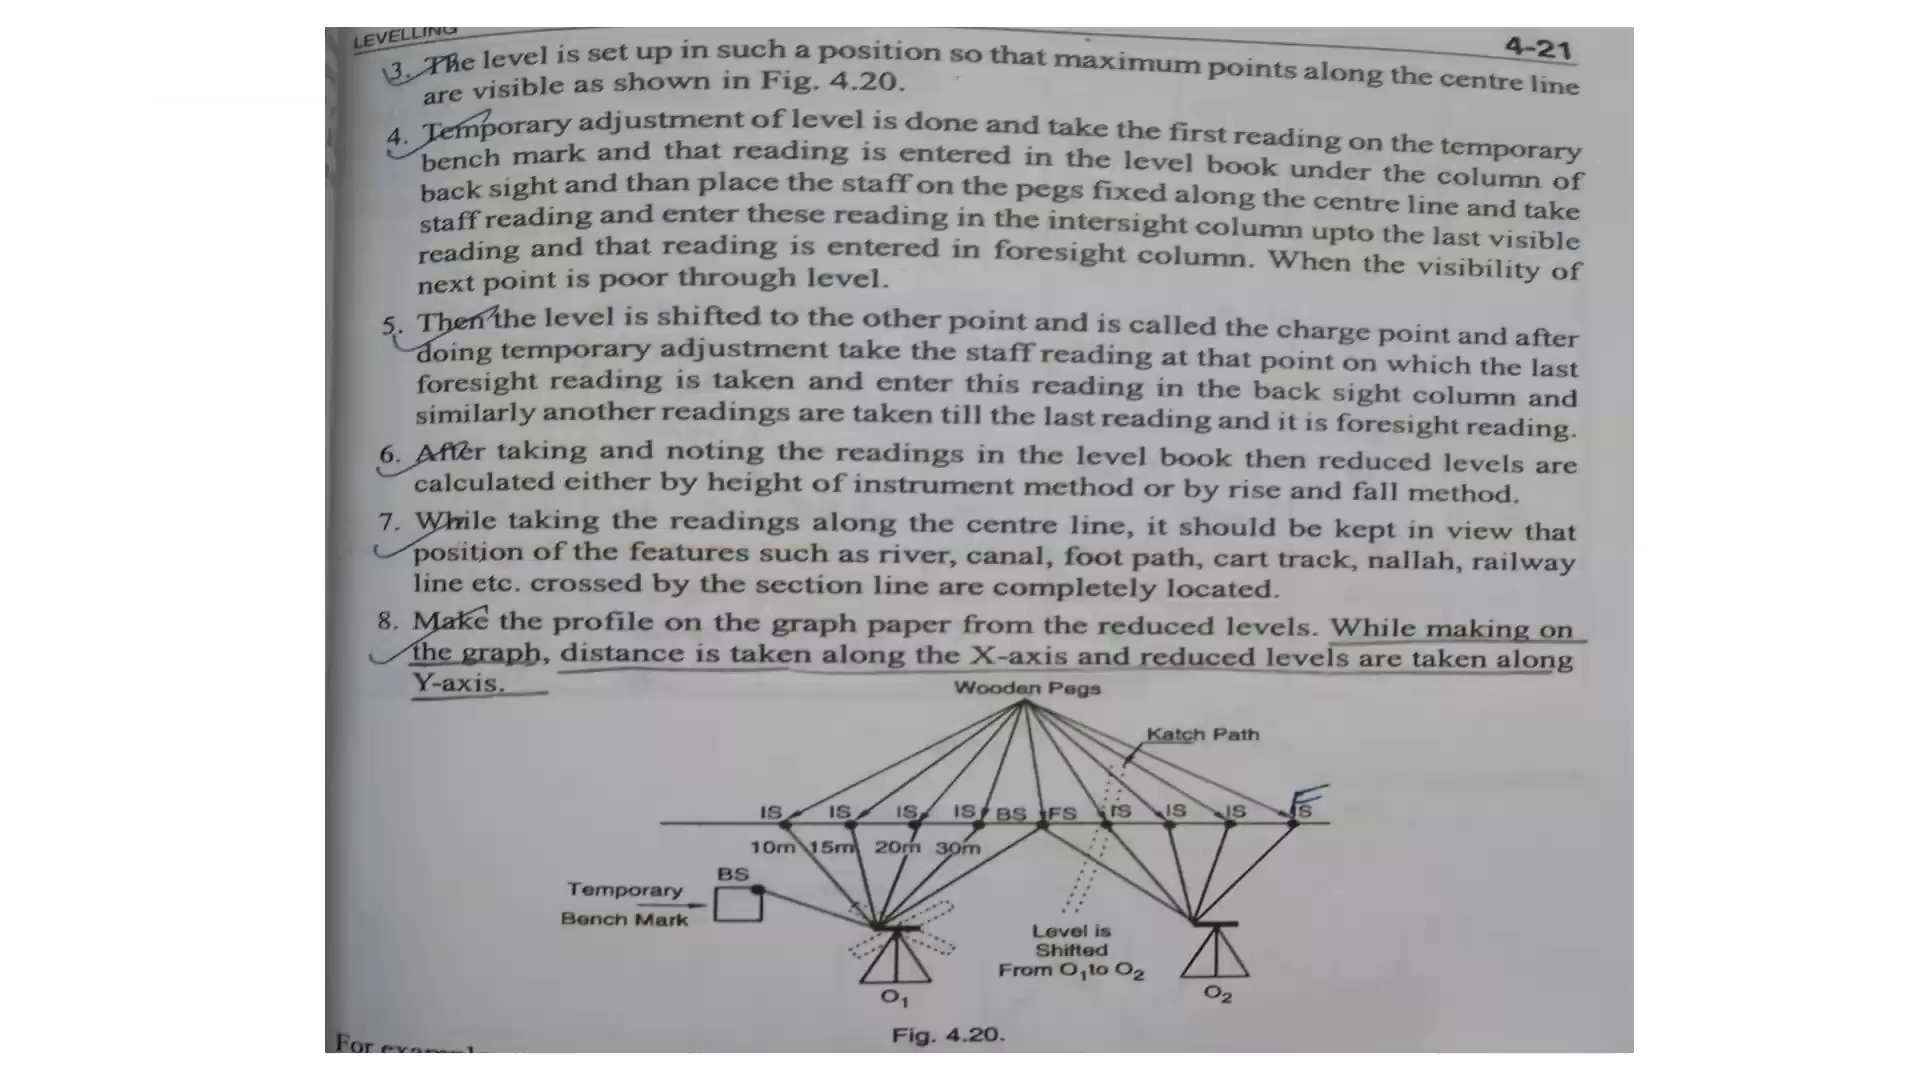 LEVELLING
4-21
3. The level is set up in such a position so that maximum points along the centre line
are visible as shown in Fig. 4.20.
4. Temporary adjustment of level is done and take the first reading on the temporary
bench mark and that reading is entered in the level book under the column of
back sight and than place the staff on the pegs fixed along the centre line and take
staff reading and enter these reading in the intersight column upto the last visible
reading and that reading is entered in foresight column. When the visibility of
next point is poor through level.
5. Then the level is shifted to the other point and is called the charge point and after
doing temporary adjustment take the staff reading at that point on which the last
foresight reading is taken and enter this reading in the back sight column and
similarly another readings are taken till the last reading and it is foresight reading.
6. After taking and noting the readings in the level book then reduced levels are
calculated either by height of instrument method or by rise and fall method.
7. While taking the readings along the centre line, it should be kept in view that
position of the features such as river, canal, foot path, cart track, nallah, railway
line etc. crossed by the section line are completely located.
8. Make the profile on the graph paper from the reduced levels. While making on
the graph, distance is taken along the X-axis and reduced levels are taken along
Y-axis.
Wooden Pegs
Katch Path
IS IS IS IS BS FS IS IS IS FS
10m 15m 20m 30m
BS
Temporary
Bench Mark
Level is
Shifted
From O₁to O₂
O₁
O₂
Fig. 4.20.
For